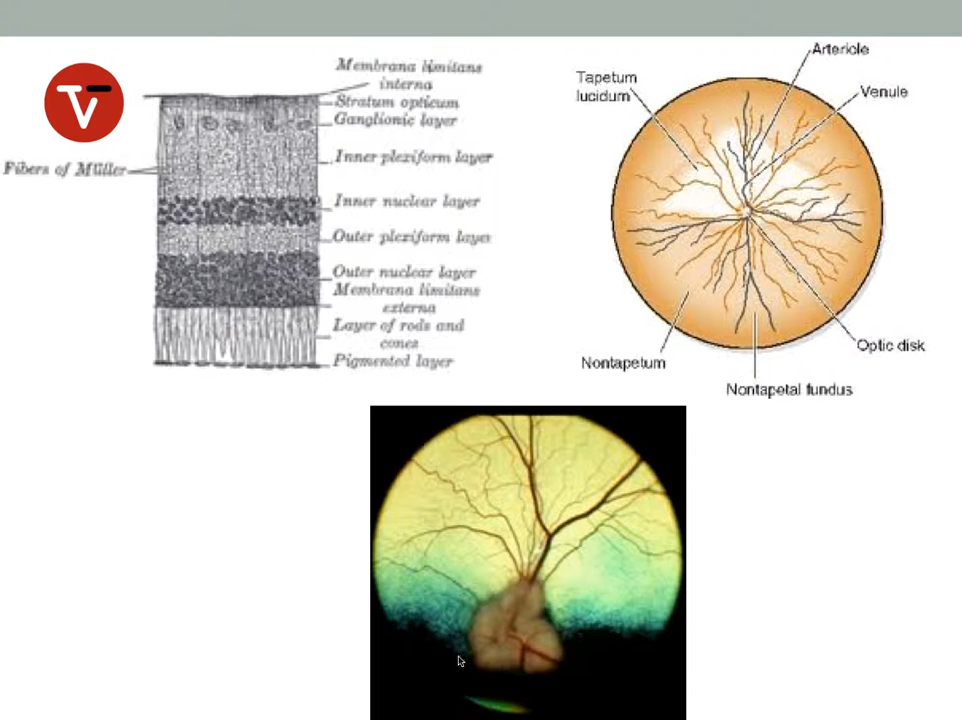 V
Membrana limitans
interna
Stratum opticum
Ganglionic layer
Fibers of Müller
Inner plexiform layer
Inner nuclear layer
Outer plexiform layer
Outer nuclear layer
Membrana limitans
externa
Layer of rods and
cones
Pigmented layer
Arteriole
Tapetum
lucidum
Venule
Optic disk
Nontapetum
Nontapetal fundus